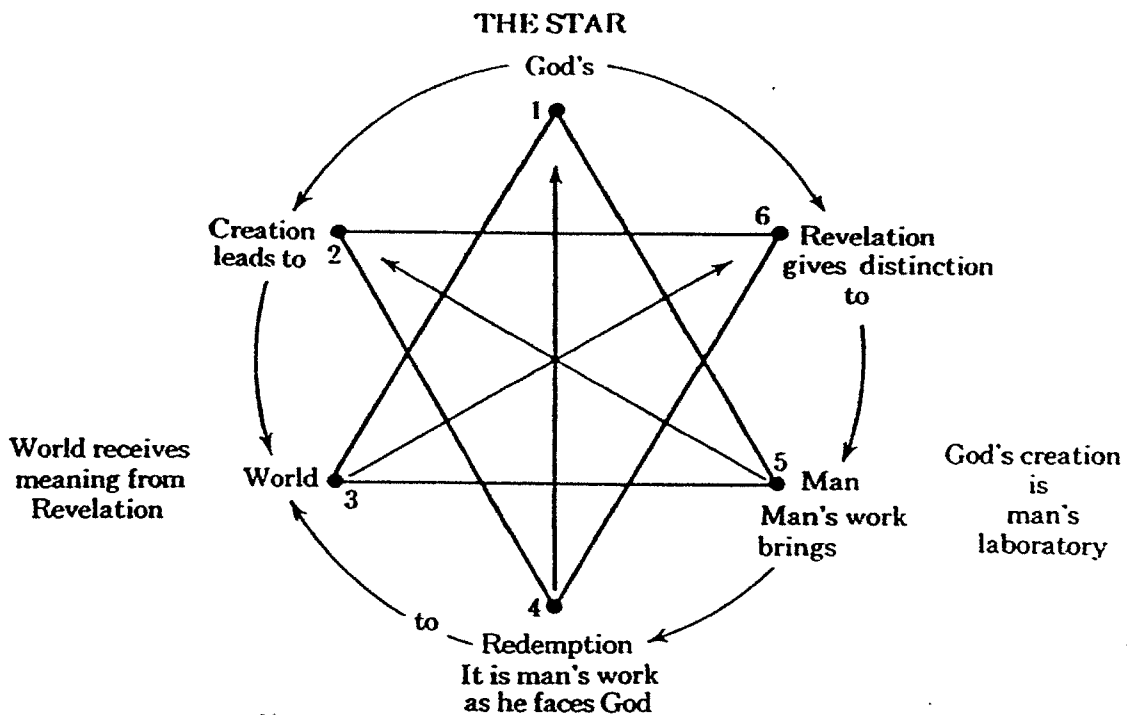 THE STAR
God's
1
6
Creation
leads to
2
Revelation
gives distinction
to
World receives
meaning from
Revelation
World
3
5
Man
Man's work
brings
God's creation
is
man's
laboratory
4
to
Redemption
It is man's work
as he faces God